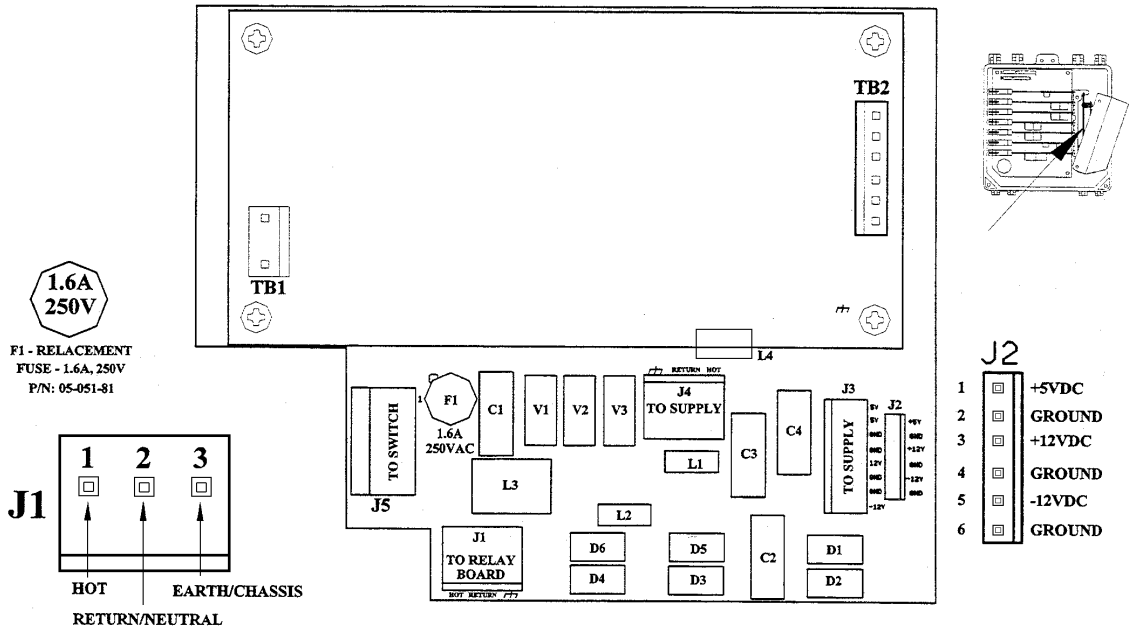 TB2
TB1
1.6A
250V
F1 - RELACEMENT
FUSE - 1.6A, 250V
P/N: 05-051-81
L4
RETURN HOT
J4
TO SUPPLY
1
F1
1.6A
250VAC
C1
V1
V2
V3
C3
C4
J3
TO SUPPLY
5V
5V
GND
GND
12V
GND
GND
-12V
J2
+5V
GND
+12V
GND
-12V
GND
TO SWITCH
J5
L3
L1
L2
J1
TO RELAY
BOARD
HOT RETURN
D6
D5
D4
D3
C2
D1
D2
J2
1 +5VDC
2 GROUND
3 +12VDC
4 GROUND
5 -12VDC
6 GROUND
J1
1 2 3
HOT
EARTH/CHASSIS
RETURN/NEUTRAL